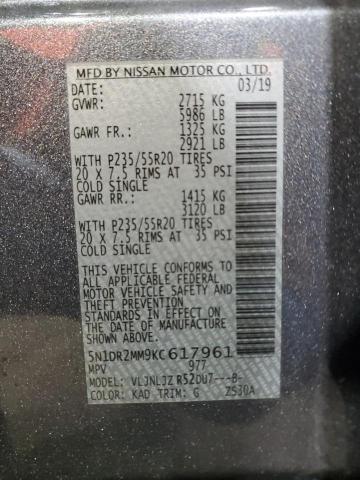 MFD BY NISSAN MOTOR CO., LTD.
DATE: 03/19
GVWR: 2715 KG
5986 LB
GAWR FR.: 1325 KG
2921 LB
WITH P235/55R20 TIRES
20 X 7.5 RIMS AT 35 PSI
COLD SINGLE
GAWR RR.: 1415 KG
3120 LB
WITH P235/55R20 TIRES
20 X 7.5 RIMS AT 35 PSI
COLD SINGLE
THIS VEHICLE CONFORMS TO
ALL APPLICABLE FEDERAL
MOTOR VEHICLE SAFETY
STANDARDS IN EFFECT ON THE
DATE OF MANUFACTURE SHOWN
ABOVE.
5N1DR2MM9KC617961
MPV 977
MODEL: VLJNLJZ R52DU7---B-
COLOR: KAD TRIM: G ZS30A